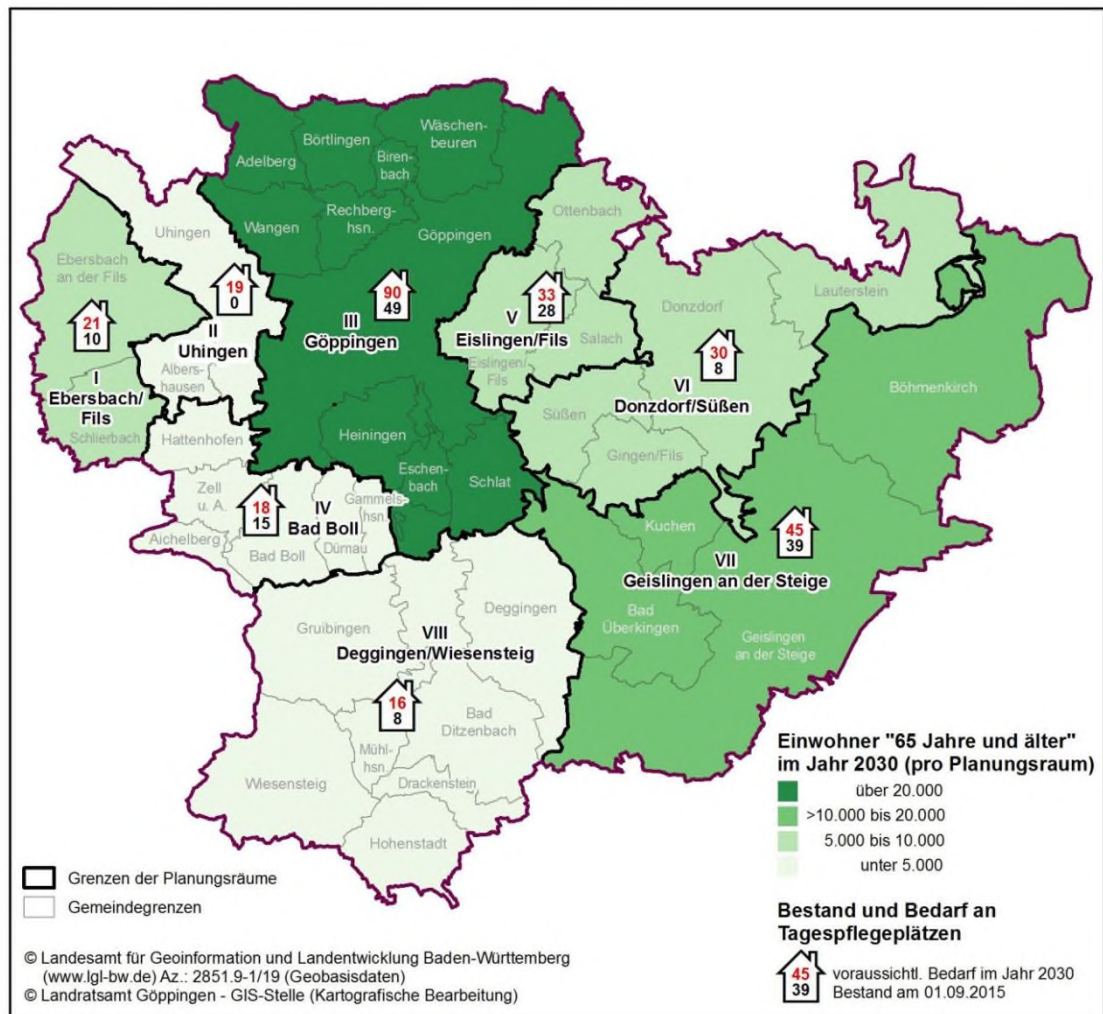 Wäschen-
beuren
Börtlingen
Biren-
bach
Adelberg
Ottenbach
Rechberg-
hsn.
Wangen
Göppingen
Uhingen
Ebersbach
an der Fils
19
0
90
49
33
28
Donzdorf
Lauterstein
21
10
II
Uhingen
III
Göppingen
V
Eislingen/Fils
Salach
Eislingen/
Fils
30
8
Albers-
hausen
I
Ebersbach/
Fils
Schlierbach
VI
Donzdorf/Süßen
Böhmenkirch
Süßen
Hattenhofen
Heiningen
Gingen/Fils
Eschen-
bach
Schlat
Zell
u. A.
18
15
IV
Bad Boll
Gammels-
hsn.
Aichelberg
Bad Boll
Dürnau
Kuchen
45
39
VII
Geislingen an der Steige
Deggingen
Bad
Überkingen
Gruibingen
VIII
Deggingen/Wiesensteig
Geislingen
an der Steige
16
8
Bad
Ditzenbach
Mühl-
hsn.
Wiesensteig
Drackenstein
Hohenstadt
Einwohner "65 Jahre und älter"
im Jahr 2030 (pro Planungsraum)
über 20.000
>10.000 bis 20.000
5.000 bis 10.000
unter 5.000
Grenzen der Planungsräume
Gemeindegrenzen
Bestand und Bedarf an
Tagespflegeplätzen
45 voraussichtl. Bedarf im Jahr 2030
39 Bestand am 01.09.2015
© Landesamt für Geoinformation und Landentwicklung Baden-Württemberg
(www.lgl-bw.de) Az.: 2851.9-1/19 (Geobasisdaten)
© Landratsamt Göppingen - GIS-Stelle (Kartografische Bearbeitung)